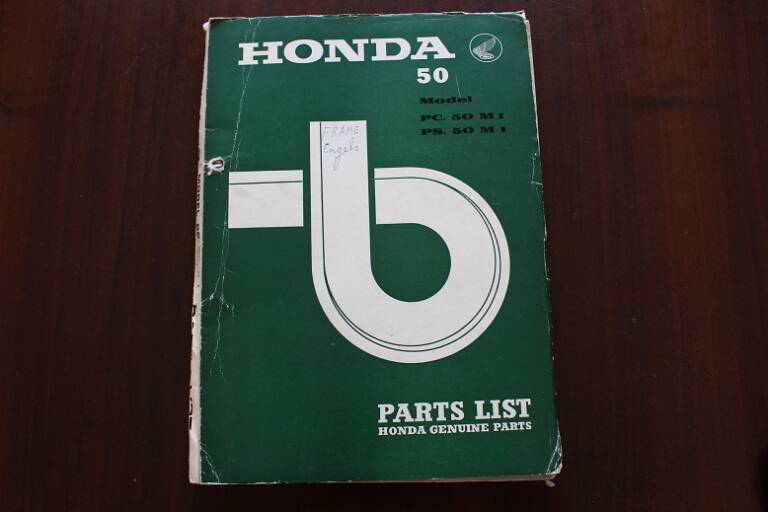 HONDA
50
Model
PC. 50 M 1
PS. 50 M 1
FRAME
Engels
PARTS LIST
HONDA GENUINE PARTS